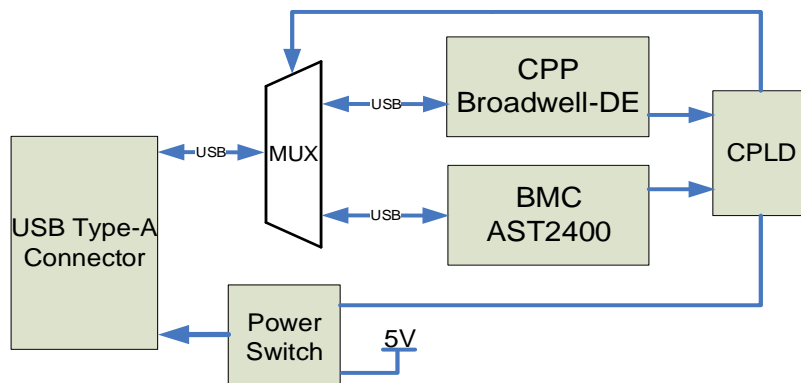 CPP
Broadwell-DE
USB
CPLD
USB
MUX
USB Type-A
Connector
USB
BMC
AST2400
Power
Switch
5V